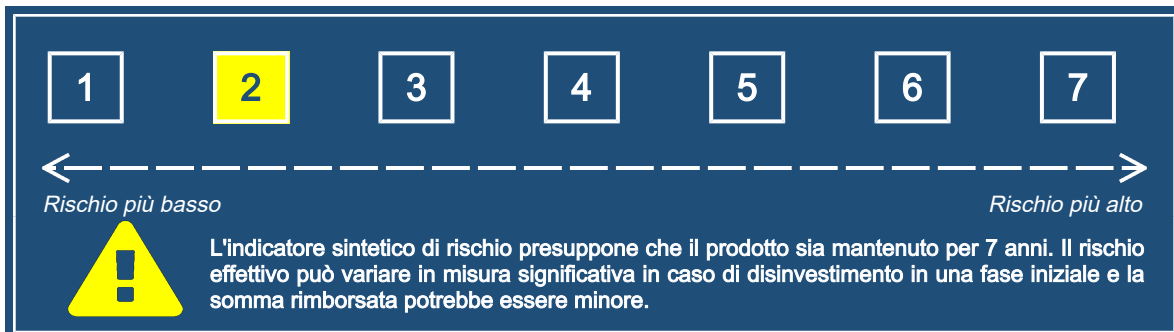 1 2 3 4 5 6 7
Rischio più basso Rischio più alto
L'indicatore sintetico di rischio presuppone che il prodotto sia mantenuto per 7 anni. Il rischio
effettivo può variare in misura significativa in caso di disinvestimento in una fase iniziale e la
somma rimborsata potrebbe essere minore.